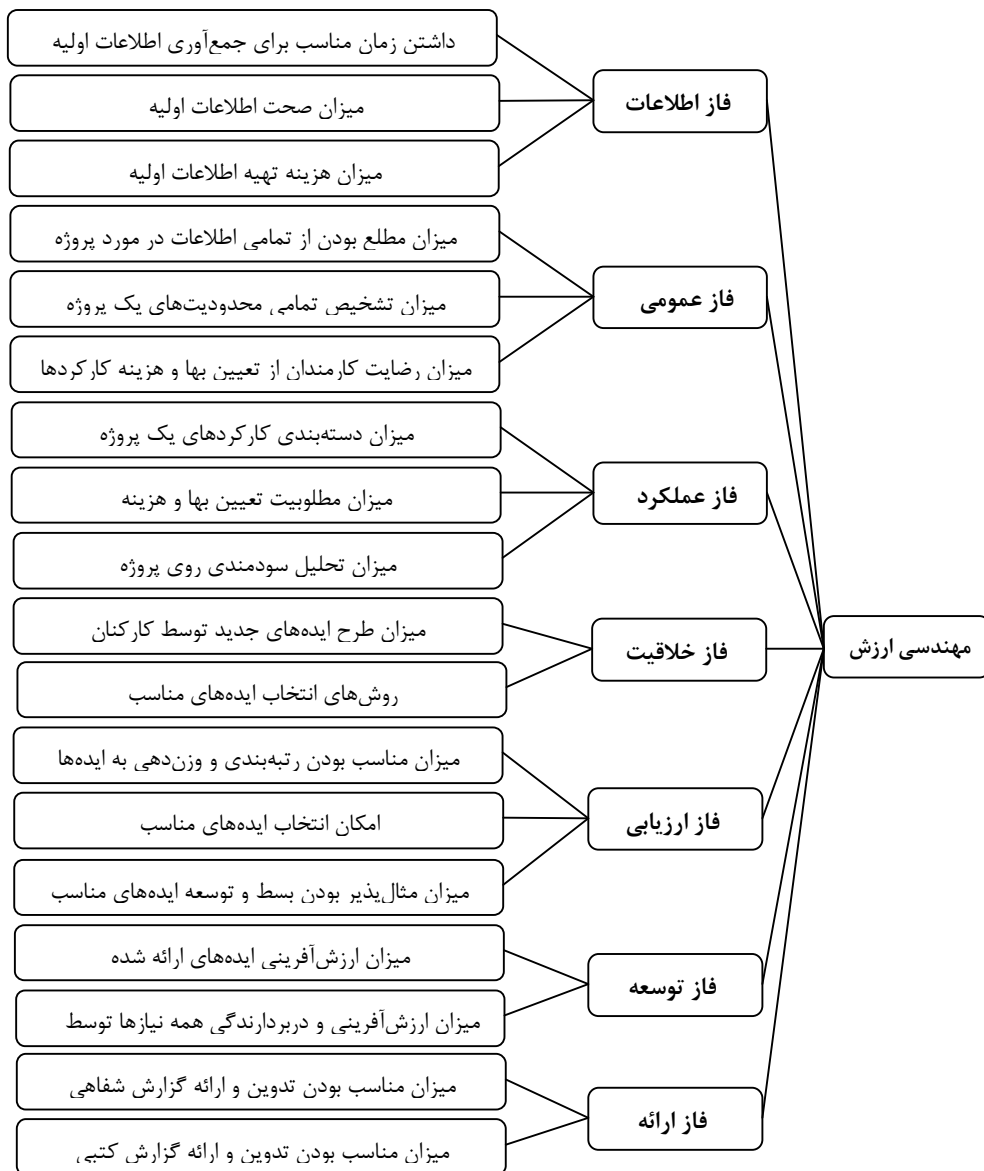 مهندسی ارزش
فاز اطلاعات
داشتن زمان مناسب برای جمع‌آوری اطلاعات اولیه
میزان صحت اطلاعات اولیه
میزان هزینه تهیه اطلاعات اولیه
فاز عمومی
میزان مطلع بودن از تمامی اطلاعات در مورد پروژه
میزان تشخیص تمامی محدودیت‌های یک پروژه
میزان رضایت کارمندان از تعیین بها و هزینه کارکردها
فاز عملکرد
میزان دسته‌بندی کارکردهای یک پروژه
میزان مطلوبیت تعیین بها و هزینه
میزان تحلیل سودمندی روی پروژه
فاز خلاقیت
میزان طرح ایده‌های جدید توسط کارکنان
روش‌های انتخاب ایده‌های مناسب
فاز ارزیابی
میزان مناسب بودن رتبه‌بندی و وزن‌دهی به ایده‌ها
امکان انتخاب ایده‌های مناسب
میزان مثال‌پذیر بودن بسط و توسعه ایده‌های مناسب
فاز توسعه
میزان ارزش‌آفرینی ایده‌های ارائه شده
میزان ارزش‌آفرینی و دربردارندگی همه نیازها توسط
فاز ارائه
میزان مناسب بودن تدوین و ارائه گزارش شفاهی
میزان مناسب بودن تدوین و ارائه گزارش کتبی